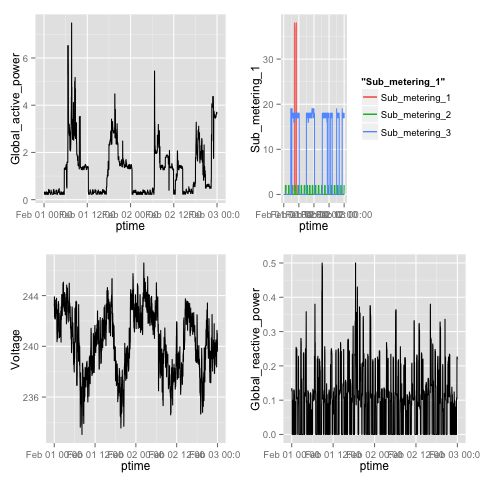 Global_active_power
6
4
2
0
Feb 01 00:00
Feb 01 12:00
Feb 02 00:00
Feb 02 12:00
Feb 03 00:0
ptime
Sub_metering_1
30
20
10
0
ptime
"Sub_metering_1"
Sub_metering_1
Sub_metering_2
Sub_metering_3
Voltage
244
240
236
Feb 01 00:00
Feb 01 12:00
Feb 02 00:00
Feb 02 12:00
Feb 03 00:0
ptime
Global_reactive_power
0.5
0.4
0.3
0.2
0.1
0.0
Feb 01 00:00
Feb 01 12:00
Feb 02 00:00
Feb 02 12:00
Feb 03 00:0
ptime